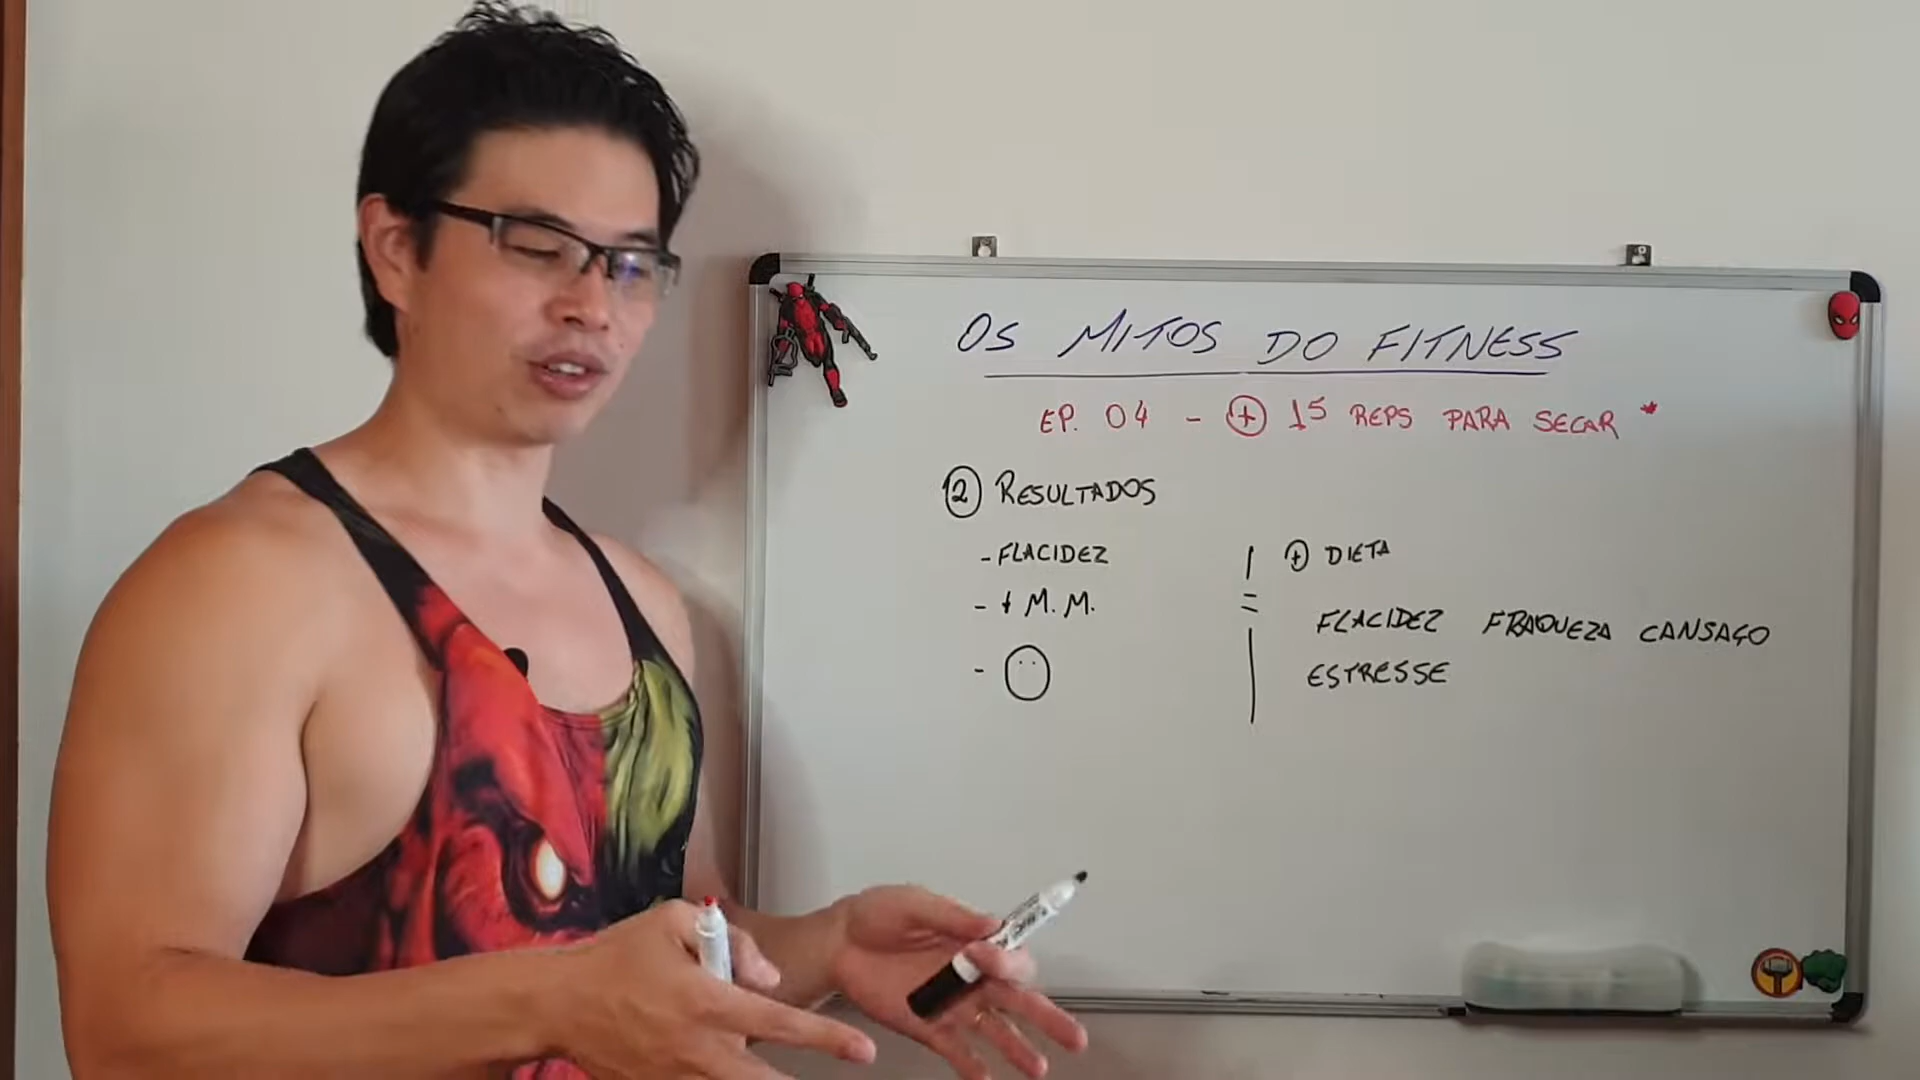 OS MITOS DO FITNESS
EP. 04 - + 15 REPS PARA SECAR *
2 RESULTADOS
- FLACIDEZ
- ↓ M.M.
-
+ DIETA
=
FLACIDEZ FRAQUEZA CANSAÇO
ESTRESSE